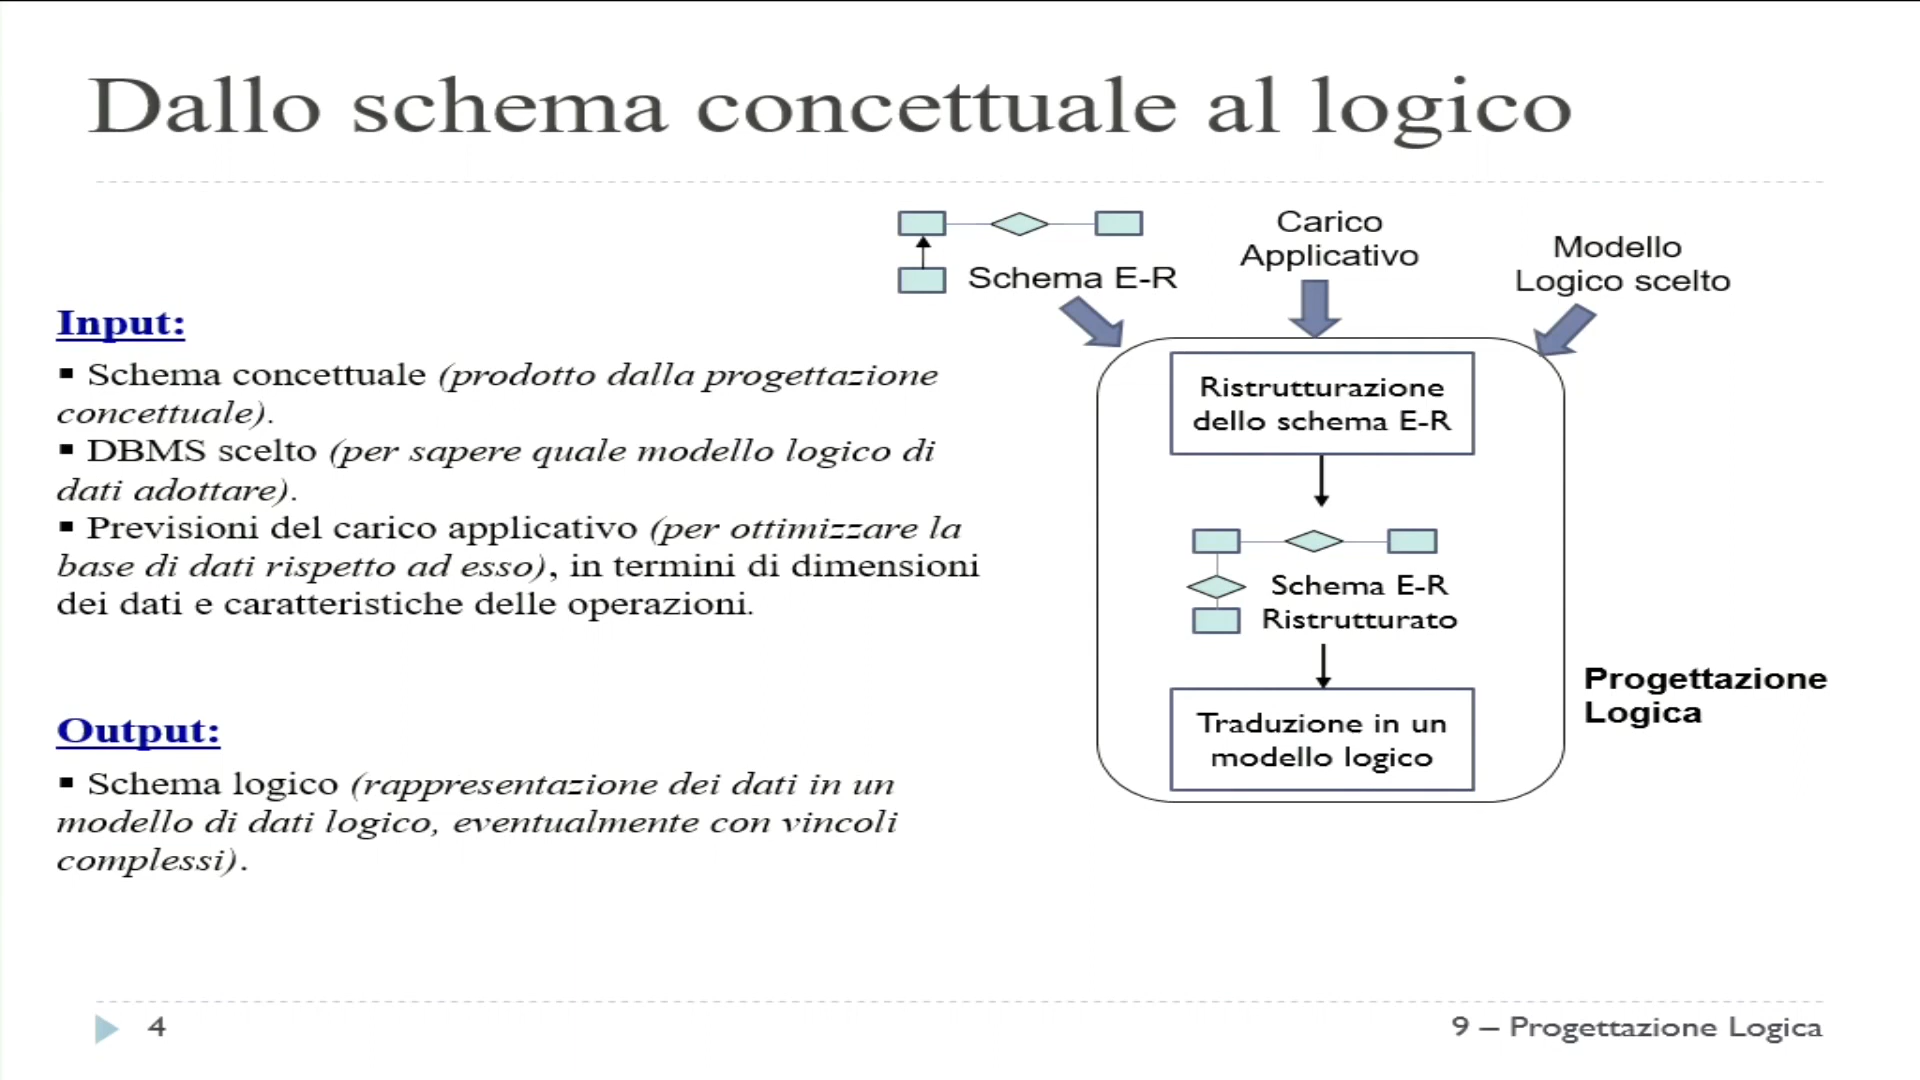 Dallo schema concettuale al logico
Input:
▪ Schema concettuale (prodotto dalla progettazione
concettuale).
▪ DBMS scelto (per sapere quale modello logico di
dati adottare).
▪ Previsioni del carico applicativo (per ottimizzare la
base di dati rispetto ad esso), in termini di dimensioni
dei dati e caratteristiche delle operazioni.
Output:
▪ Schema logico (rappresentazione dei dati in un
modello di dati logico, eventualmente con vincoli
complessi).
Schema E-R
Carico
Applicativo
Modello
Logico scelto
Ristrutturazione
dello schema E-R
Schema E-R
Ristrutturato
Traduzione in un
modello logico
Progettazione
Logica
4
9 – Progettazione Logica